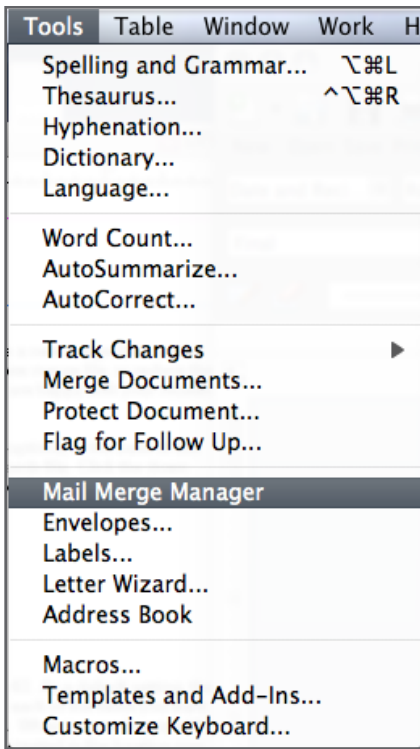 Tools Table Window Work H
Spelling and Grammar... ⌥⌘L
Thesaurus... ^⌥⌘R
Hyphenation...
Dictionary...
Language...
Word Count...
AutoSummarize...
AutoCorrect...
Track Changes ▶
Merge Documents...
Protect Document...
Flag for Follow Up...
Mail Merge Manager
Envelopes...
Labels...
Letter Wizard...
Address Book
Macros...
Templates and Add-Ins...
Customize Keyboard...